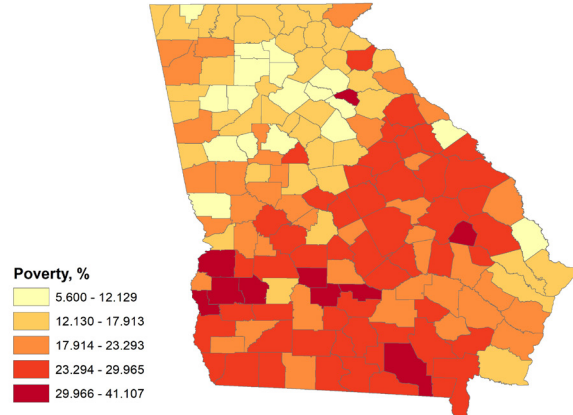 Poverty, %
5.600 - 12.129
12.130 - 17.913
17.914 - 23.293
23.294 - 29.965
29.966 - 41.107